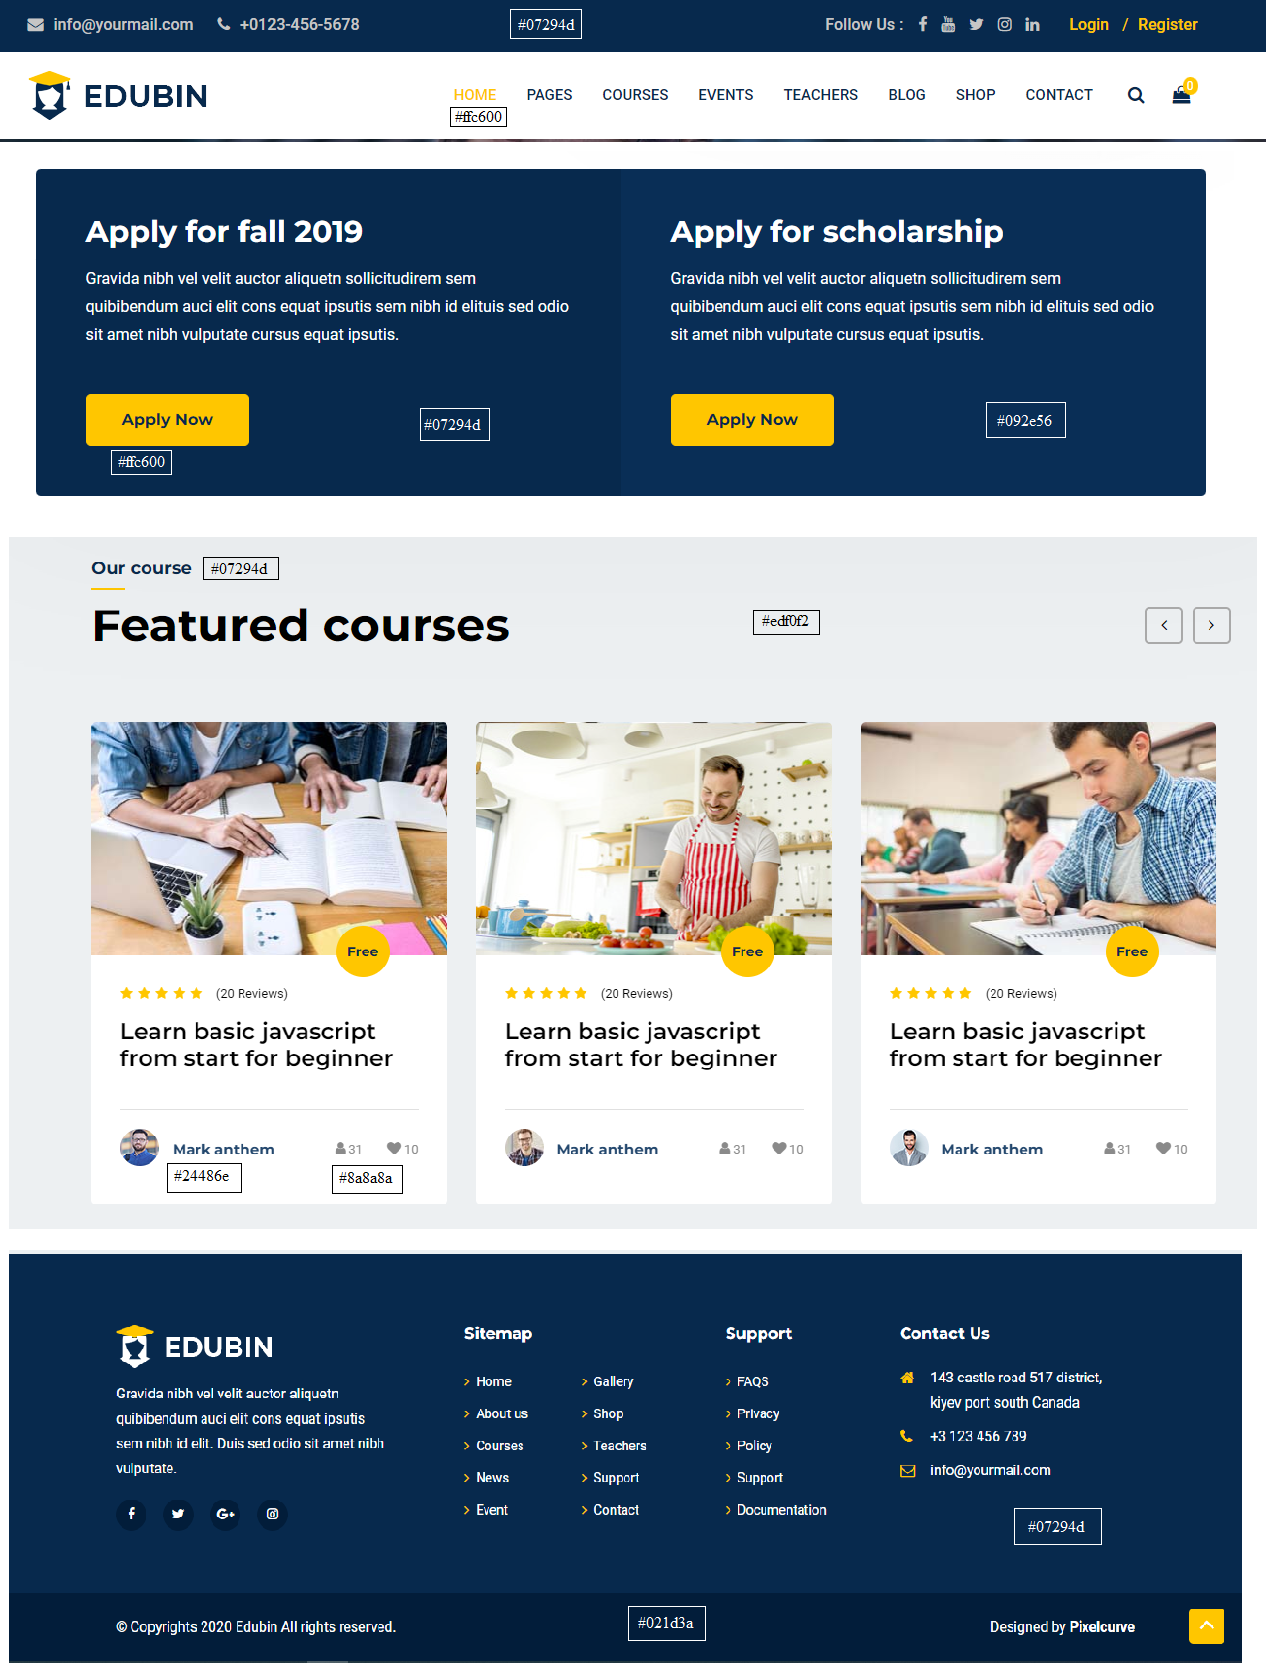 info@yourmail.com +0123-456-5678 #07294d Follow Us : Login / Register
EDUBIN HOME PAGES COURSES EVENTS TEACHERS BLOG SHOP CONTACT 0
#ffc600
Apply for fall 2019
Gravida nibh vel velit auctor aliquetn sollicitudirem sem
quibibendum auci elit cons equat ipsutis sem nibh id elituis sed odio
sit amet nibh vulputate cursus equat ipsutis.
Apply Now
#07294d
#ffc600
Apply for scholarship
Gravida nibh vel velit auctor aliquetn sollicitudirem sem
quibibendum auci elit cons equat ipsutis sem nibh id elituis sed odio
sit amet nibh vulputate cursus equat ipsutis.
Apply Now
#092e56
Our course #07294d
Featured courses
#edf0f2
Free
(20 Reviews)
Learn basic javascript
from start for beginner
Mark anthem 31 10
#24486e #8a8a8a
Free
(20 Reviews)
Learn basic javascript
from start for beginner
Mark anthem 31 10
Free
(20 Reviews)
Learn basic javascript
from start for beginner
Mark anthem 31 10
EDUBIN
Gravida nibh vel velit auctor aliquetn
quibibendum auci elit cons equat ipsutis
sem nibh id elit. Duis sed odio sit amet nibh
vulputate.
Sitemap
Home
About us
Courses
News
Event
Gallery
Shop
Teachers
Support
Contact
Support
FAQS
Privacy
Policy
Support
Documentation
Contact Us
143 castle road 517 district,
kiyev port south Canada
+3 123 456 789
info@yourmail.com
#07294d
© Copyrights 2020 Edubin All rights reserved.
#021d3a
Designed by Pixelcurve